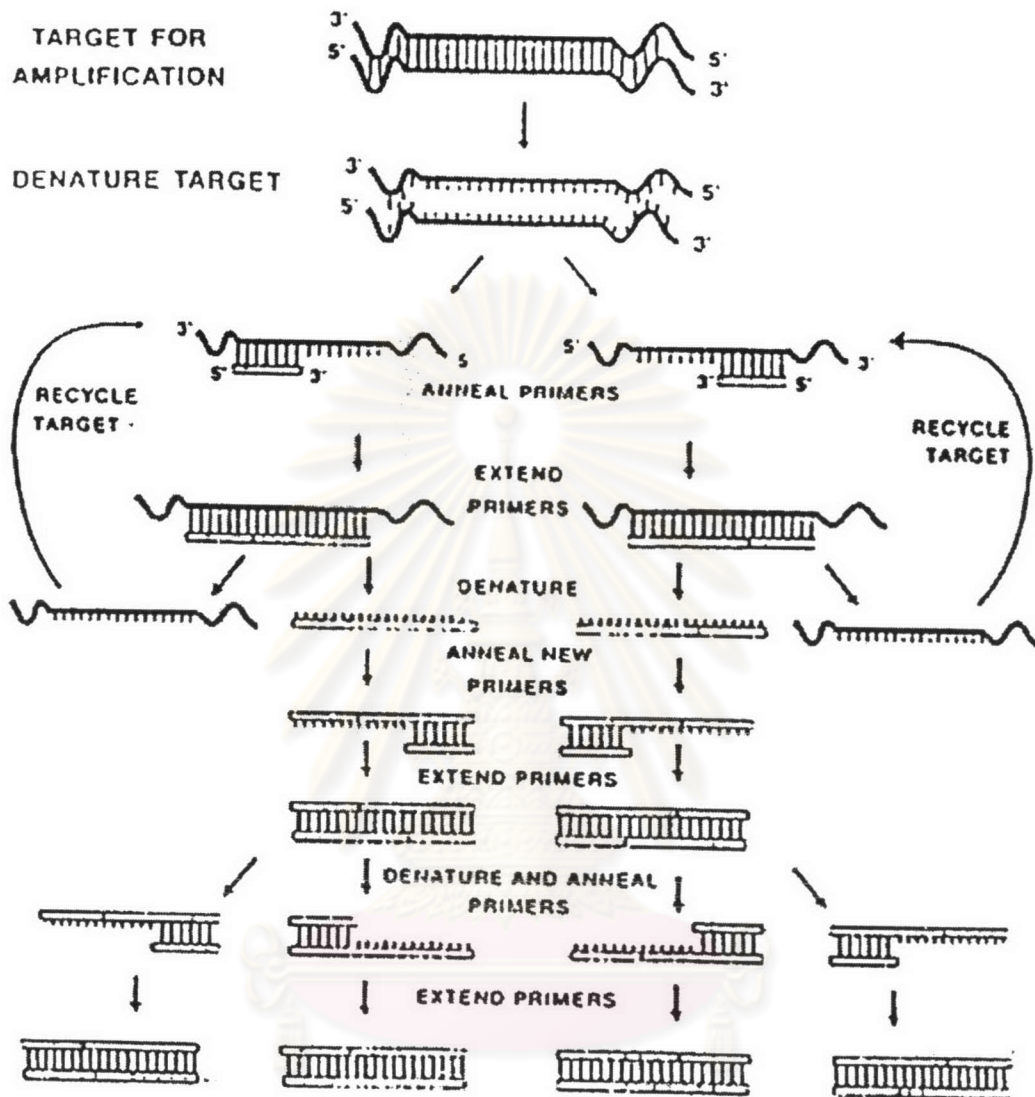 TARGET FOR
AMPLIFICATION
3'
5'
5'
3'
DENATURE TARGET
3'
5'
5'
3'
3'
5
5'
3'
5'
3'
3'
5'
ANNEAL PRIMERS
RECYCLE
TARGET
RECYCLE
TARGET
EXTEND
PRIMERS
DENATURE
ANNEAL NEW
PRIMERS
EXTEND PRIMERS
DENATURE AND ANNEAL
PRIMERS
EXTEND PRIMERS